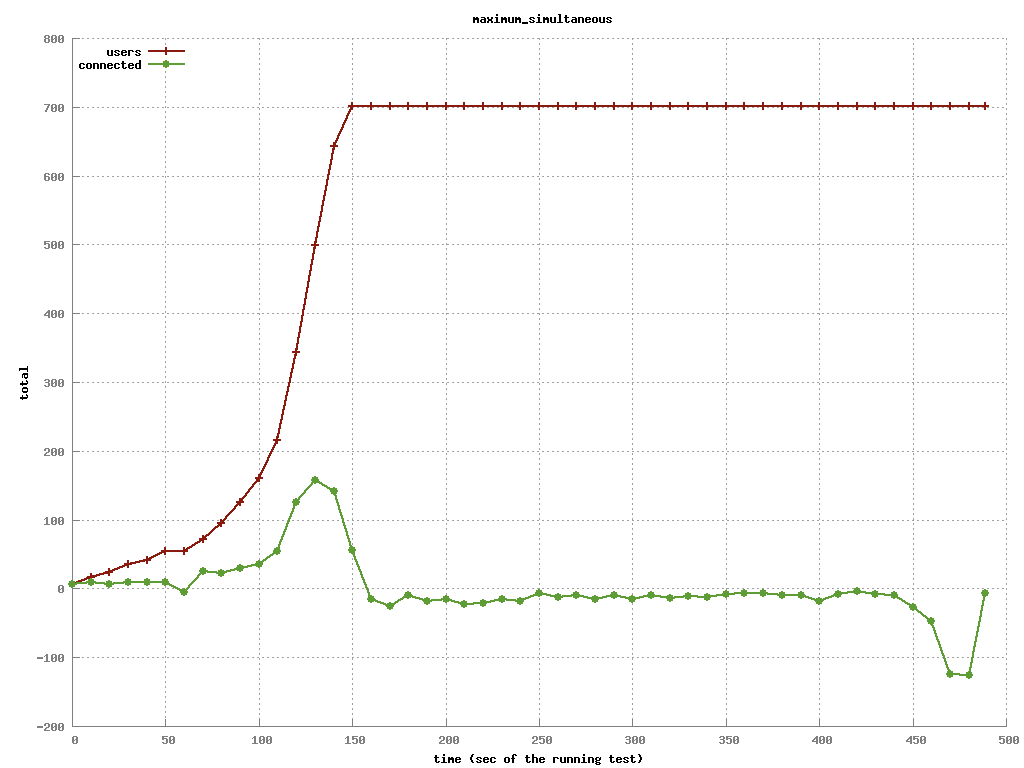 maximum_simultaneous
800
users
connected
700
600
500
400
300
total
200
100
0
-100
-200
0 50 100 150 200 250 300 350 400 450 500
time (sec of the running test)